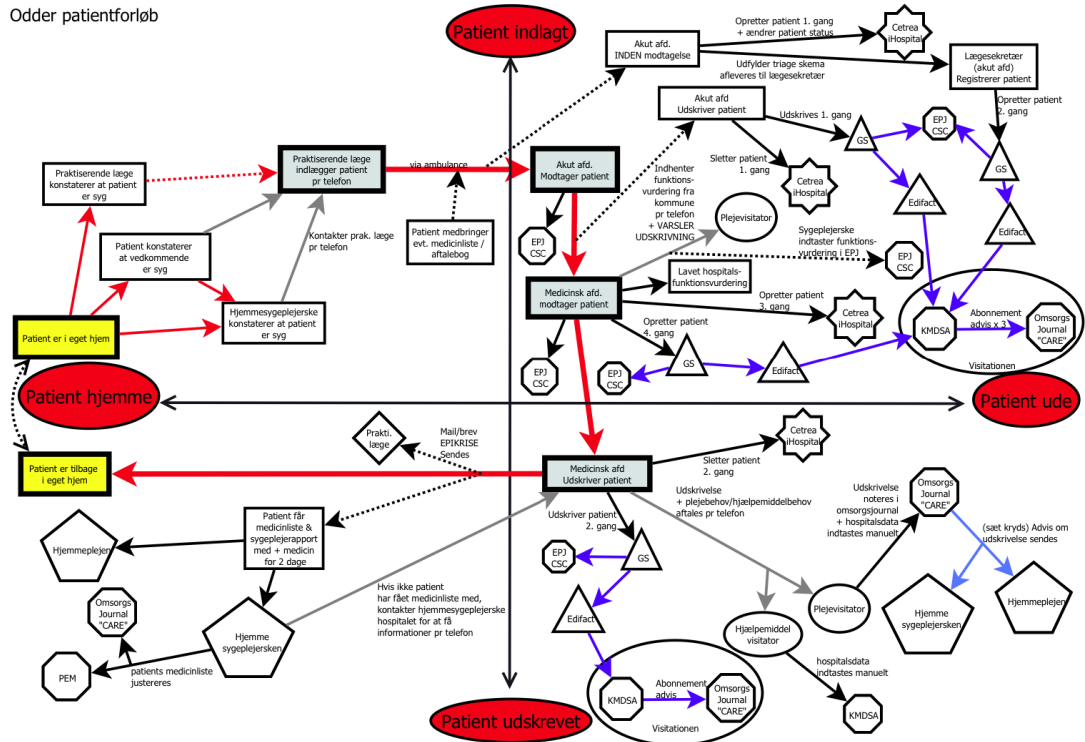 Odder patientforløb
Patient indlagt
Opretter patient 1. gang
+ ændrer patient status
Cetrea
iHospital
Akut afd.
INDEN modtagelse
Udfylder triage skema
afleveres til lægesekretær
Lægesekretær
(akut afd)
Registrerer patient
Opretter patient
2. gang
Akut afd
Udskriver patient
Udskrives 1. gang
GS
EPJ
CSC
GS
Sletter patient
1. gang
Cetrea
iHospital
Edifact
Edifact
Praktiserende læge
konstaterer at patient
er syg
Praktiserende læge
indlægger patient
pr telefon
via ambulance
Akut afd.
Modtager patient
Indhenter
funktions-
vurdering fra
kommune
pr telefon
+ VARSLER
UDSKRIVNING
Plejevisitator
Patient medbringer
evt. medicinliste /
aftalebog
EPJ
CSC
Sygeplejerske
indtaster funktions-
vurdering i EPJ
EPJ
CSC
Patient konstaterer
at vedkommende
er syg
Kontakter prak. læge
pr telefon
Hjemmesygeplejerske
konstaterer at patient
er syg
Patient er i eget hjem
Medicinsk afd.
modtager patient
Lavet hospitals-
funktionsvurdering
Opretter patient
3. gang
Cetrea
iHospital
Opretter patient
4. gang
GS
Edifact
EPJ
CSC
EPJ
CSC
KMDSA
Abonnement
advis x 3
Omsorgs
Journal
"CARE"
Visitationen
Patient hjemme
Patient ude
Patient er tilbage
i eget hjem
Prakti.
læge
Mail/brev
EPIKRISE
Sendes
Medicinsk afd
Udskriver patient
Sletter patient
2. gang
Cetrea
iHospital
Udskrivelse
+ plejebehov/hjælpemiddelbehov
aftales pr telefon
Udskrivelse
noteres i
omsorgsjournal
+ hospitalsdata
indtastes manuelt
Omsorgs
Journal
"CARE"
(sæt kryds) Advis om
udskrivelse sendes
Patient får
medicinliste &
sygeplejerapport
med + medicin
for 2 dage
Hjemmeplejen
Udskriver patient
2. gang
GS
EPJ
CSC
Edifact
Hvis ikke patient
har fået medicinliste med,
kontakter hjemmesygeplejerske
hospitalet for at få
informationer pr telefon
Omsorgs
Journal
"CARE"
Hjemme
sygeplejersken
PEM
patients medicinliste
justereres
Hjælpemiddel
visitator
Plejevisitator
Hjemme
sygeplejersken
Hjemmeplejen
hospitalsdata
indtastes manuelt
KMDSA
KMDSA
Abonnement
advis
Omsorgs
Journal
"CARE"
Visitationen
Patient udskrevet